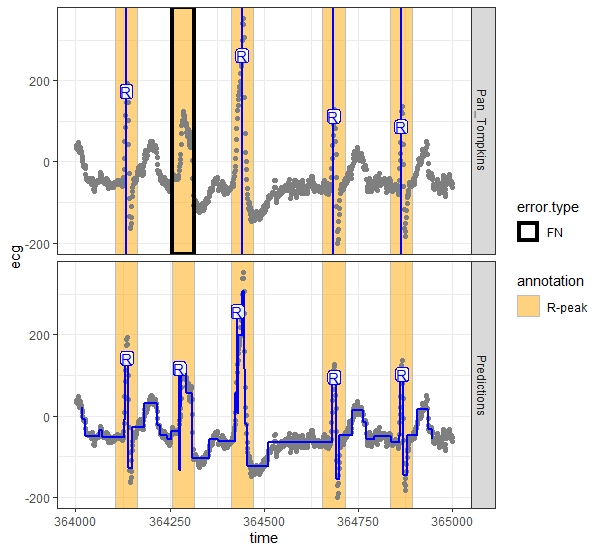 200
0
-200
R
R
R
R
Pan_Tompkins
ecg
error.type
FN
annotation
R-peak
200
0
-200
R
R
R
R
R
Predictions
364000
364250
364500
364750
365000
time